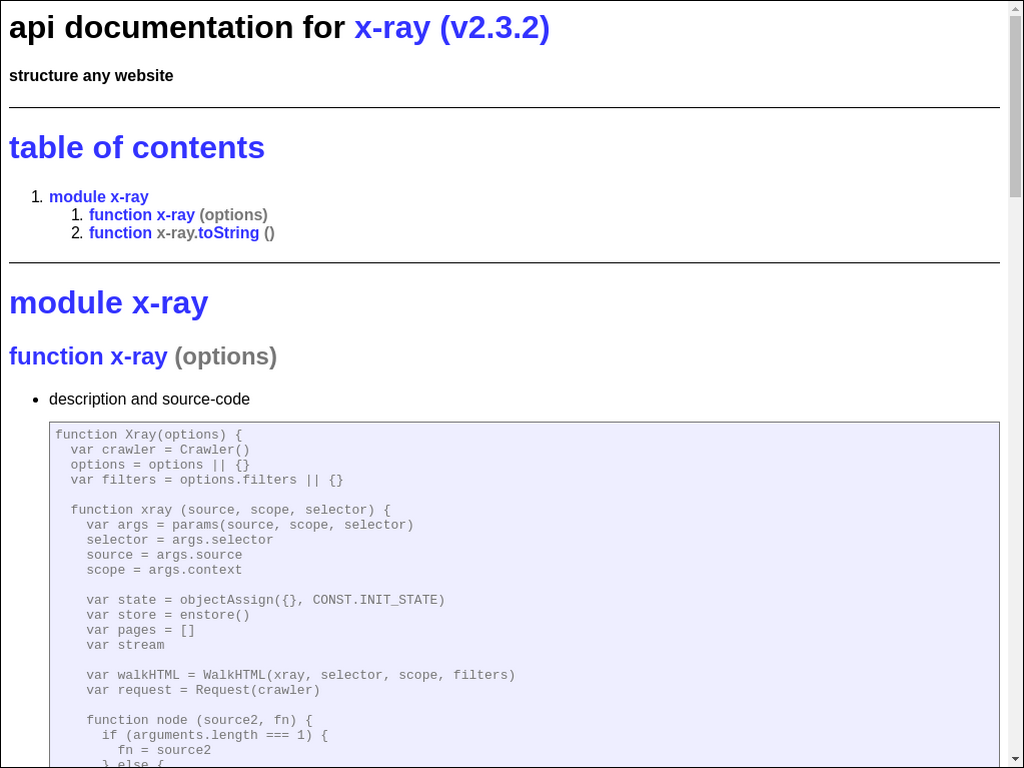 api documentation for x-ray (v2.3.2)
structure any website
table of contents
1. module x-ray
1. function x-ray (options)
2. function x-ray.toString ()
module x-ray
function x-ray (options)
• description and source-code
function Xray(options) {
  var crawler = Crawler()
  options = options || {}
  var filters = options.filters || {}
  function xray (source, scope, selector) {
    var args = params(source, scope, selector)
    selector = args.selector
    source = args.source
    scope = args.context
    var state = objectAssign({}, CONST.INIT_STATE)
    var store = enstore()
    var pages = []
    var stream
    var walkHTML = WalkHTML(xray, selector, scope, filters)
    var request = Request(crawler)
    function node (source2, fn) {
      if (arguments.length === 1) {
        fn = source2
      } else {